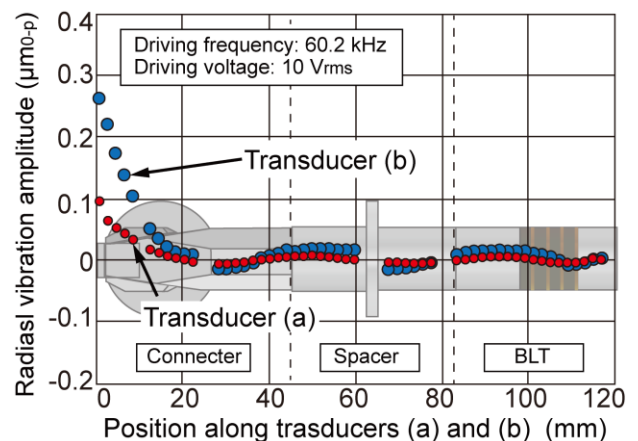 Radiasl vibration amplitude (μm0-p)
0.4
0.3
0.2
0.1
0
-0.1
-0.2
Driving frequency: 60.2 kHz
Driving voltage: 10 Vrms
Transducer (b)
Transducer (a)
Connecter
Spacer
BLT
0
20
40
60
80
100
120
Position along trasducers (a) and (b) (mm)